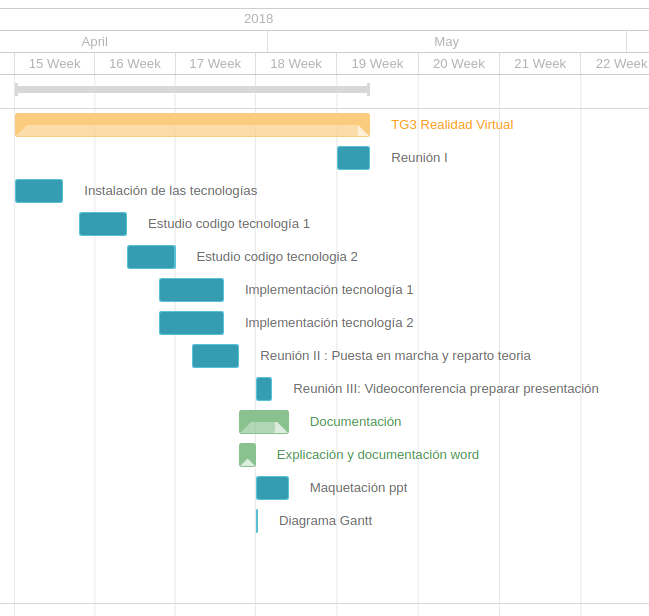 2018
April May
15 Week 16 Week 17 Week 18 Week 19 Week 20 Week 21 Week 22 Week
TG3 Realidad Virtual
Reunión I
Instalación de las tecnologías
Estudio codigo tecnología 1
Estudio codigo tecnologia 2
Implementación tecnología 1
Implementación tecnología 2
Reunión II : Puesta en marcha y reparto teoria
Reunión III: Videoconferencia preparar presentación
Documentación
Explicación y documentación word
Maquetación ppt
Diagrama Gantt